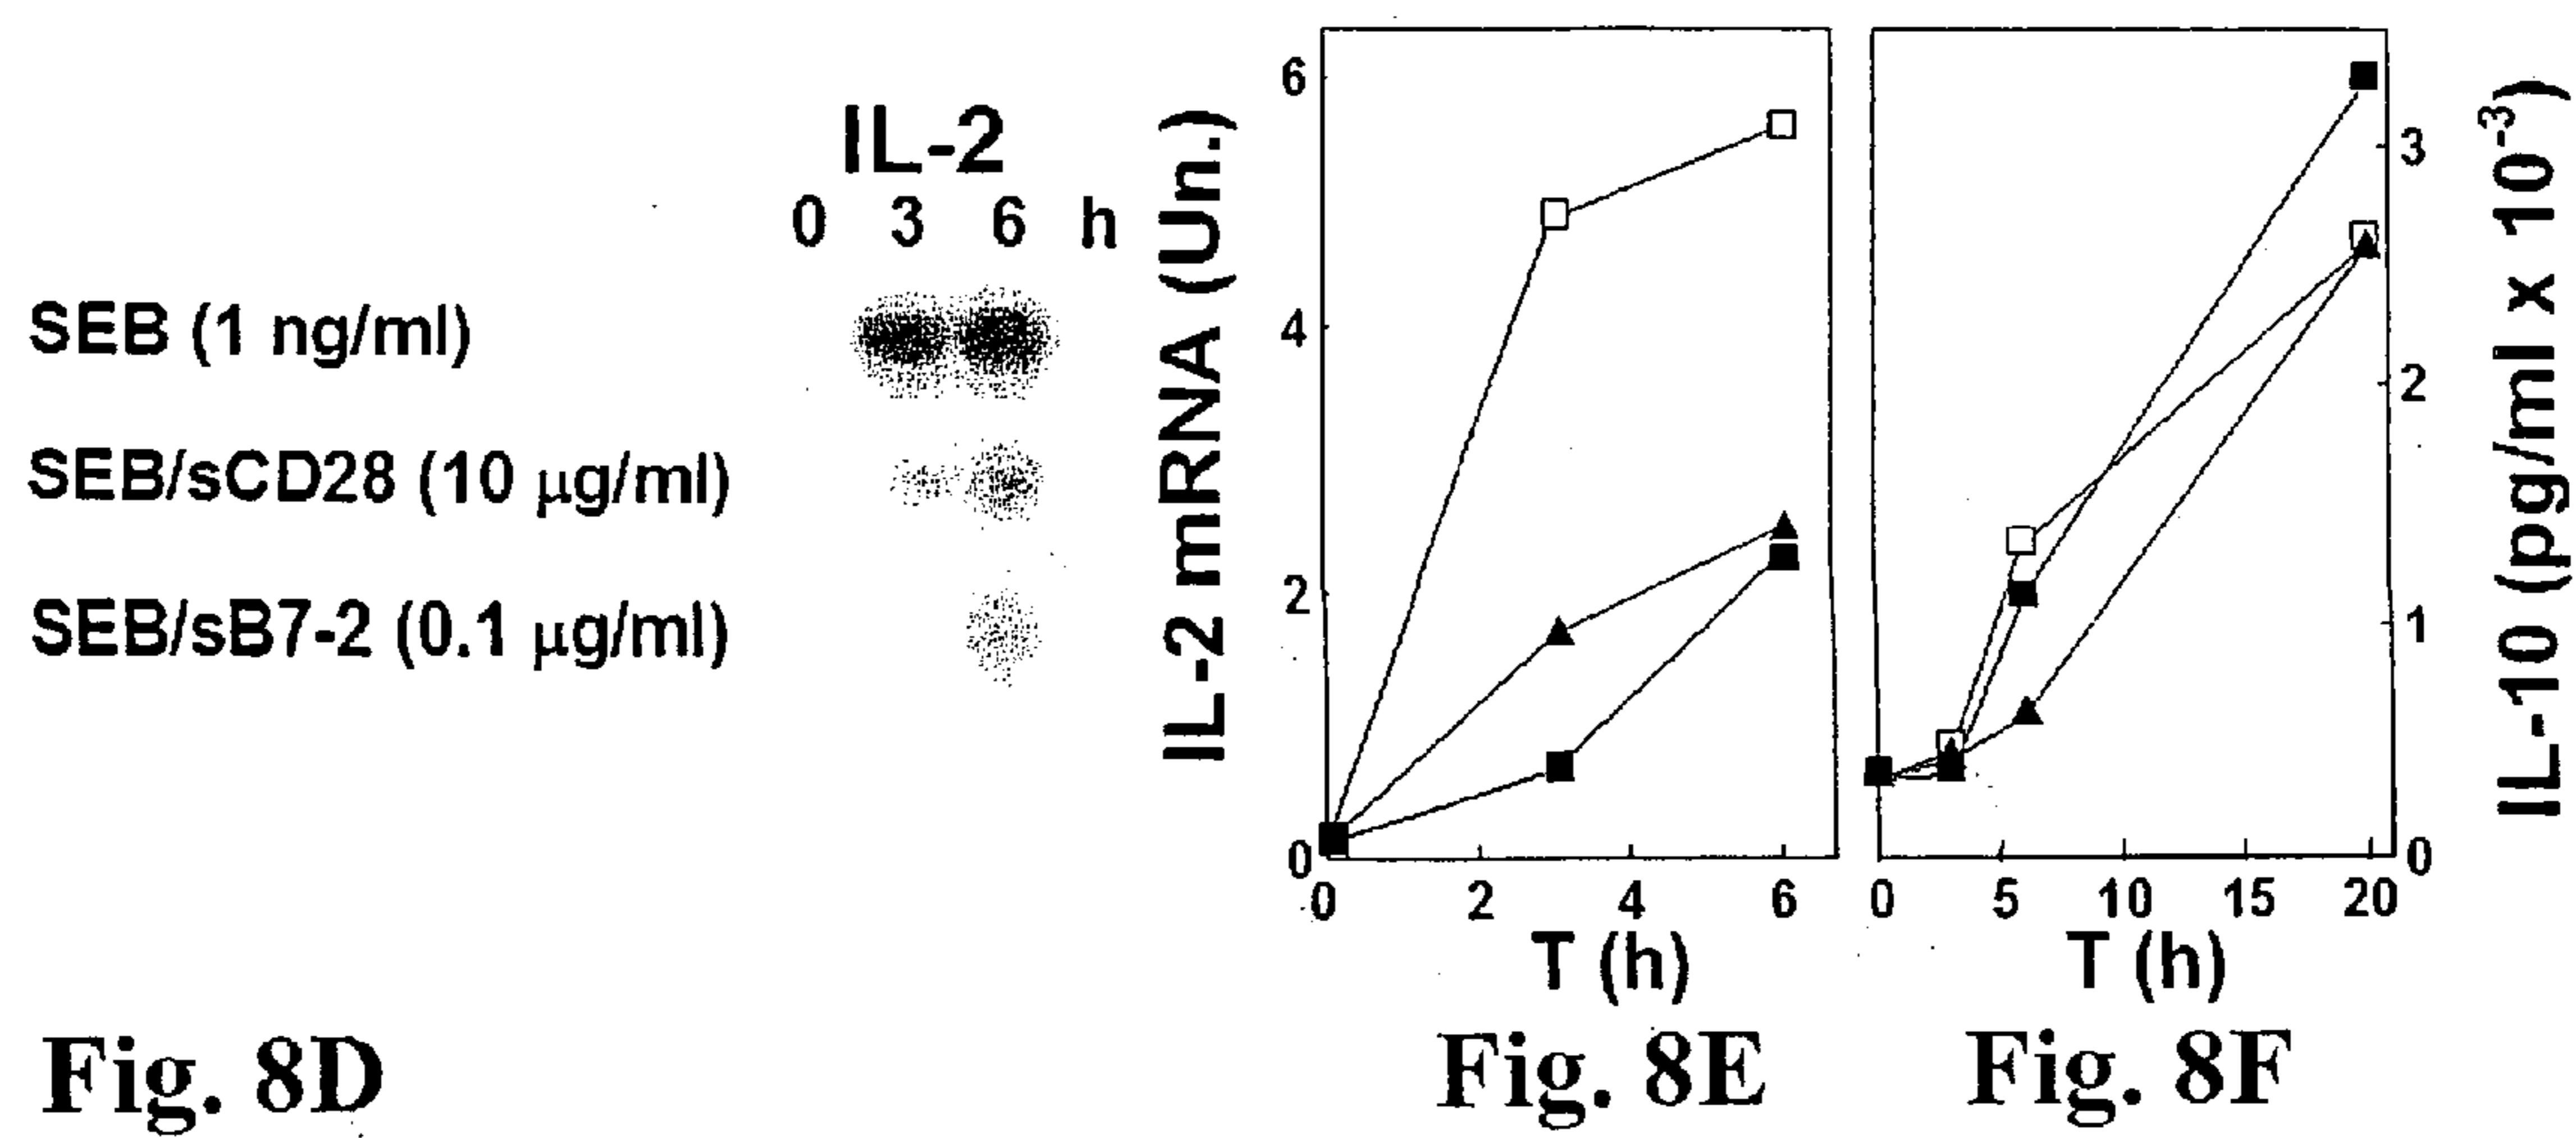 IL-2
0 3 6 h
SEB (1 ng/ml)
SEB/sCD28 (10 μg/ml)
SEB/sB7-2 (0.1 μg/ml)
Fig. 8D
IL-2 mRNA (Un.)
6
4
2
0
0 2 4 6
T (h)
Fig. 8E
3
2
1
0
0 5 10 15 20
T (h)
IL-10 (pg/ml x 10⁻³)
Fig. 8F